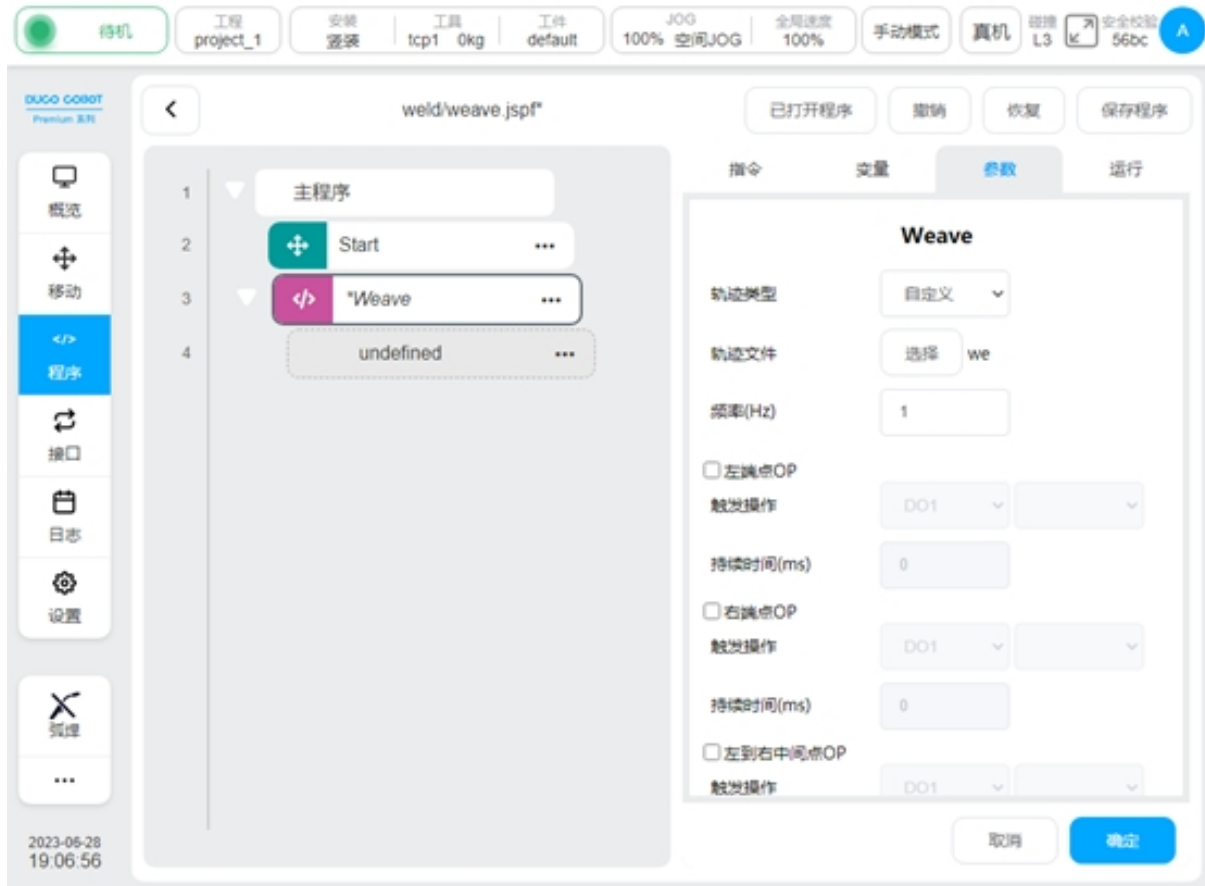 待机
工程
project_1
安装
竖装
工具
tcp1 0kg
工件
default
JOG
100% 空间JOG
全局速度
100%
手动模式
真机
碰撞
L3
安全校验
56bc
A
DUCO COBOT
Premium 系列
weld/weave.jspf*
已打开程序
撤销
恢复
保存程序
概览
移动
</>
程序
接口
日志
设置
弧焊
...
2023-06-28
19:06:56
1 主程序
2 Start ...
3 </> *Weave ...
4 undefined ...
指令 变量 参数 运行
Weave
轨迹类型 自定义
轨迹文件 选择 we
频率(Hz) 1
左端点OP
触发操作 DO1
持续时间(ms) 0
右端点OP
触发操作 DO1
持续时间(ms) 0
左到右中间点OP
触发操作 DO1
取消 确定